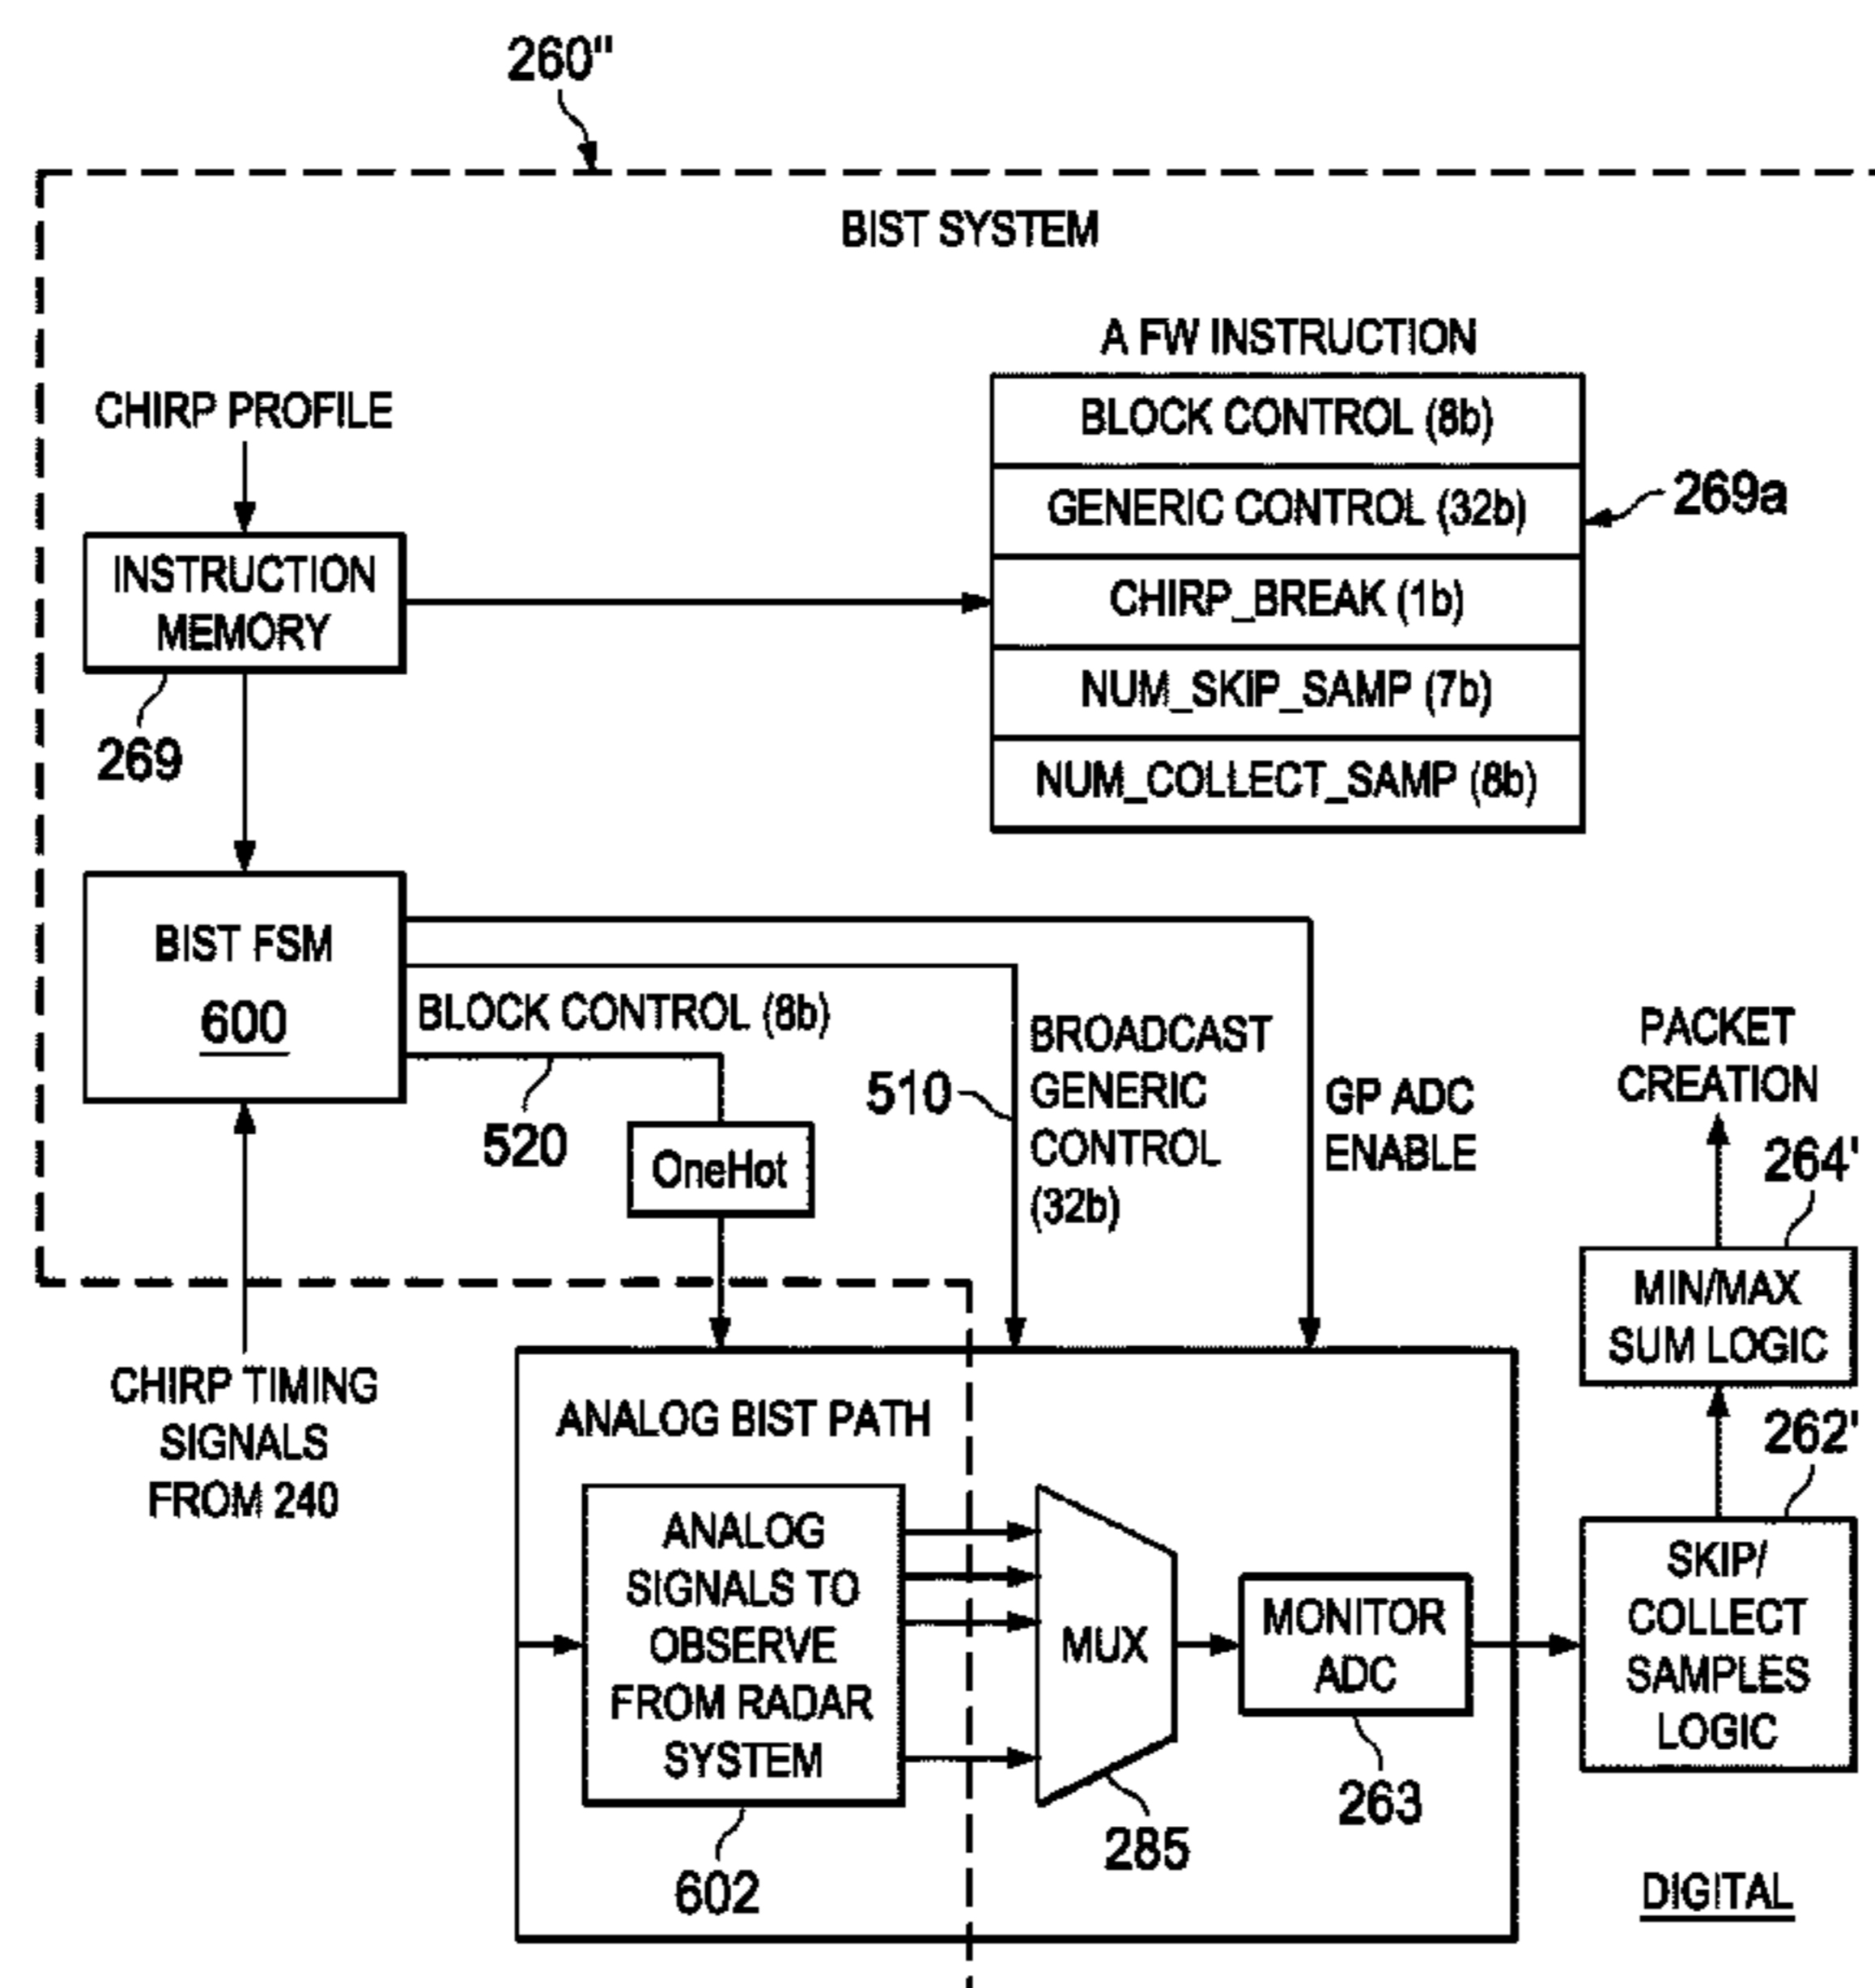 260"
BIST SYSTEM
A FW INSTRUCTION
BLOCK CONTROL (8b)
GENERIC CONTROL (32b)
CHIRP_BREAK (1b)
NUM_SKIP_SAMP (7b)
NUM_COLLECT_SAMP (8b)
269a
CHIRP PROFILE
INSTRUCTION
MEMORY
269
BIST FSM
600
BLOCK CONTROL (8b)
520
OneHot
510
BROADCAST
GENERIC
CONTROL
(32b)
GP ADC
ENABLE
PACKET
CREATION
264'
MIN/MAX
SUM LOGIC
262'
SKIP/
COLLECT
SAMPLES
LOGIC
CHIRP TIMING
SIGNALS
FROM 240
ANALOG BIST PATH
ANALOG
SIGNALS TO
OBSERVE
FROM RADAR
SYSTEM
602
MUX
285
MONITOR
ADC
263
DIGITAL